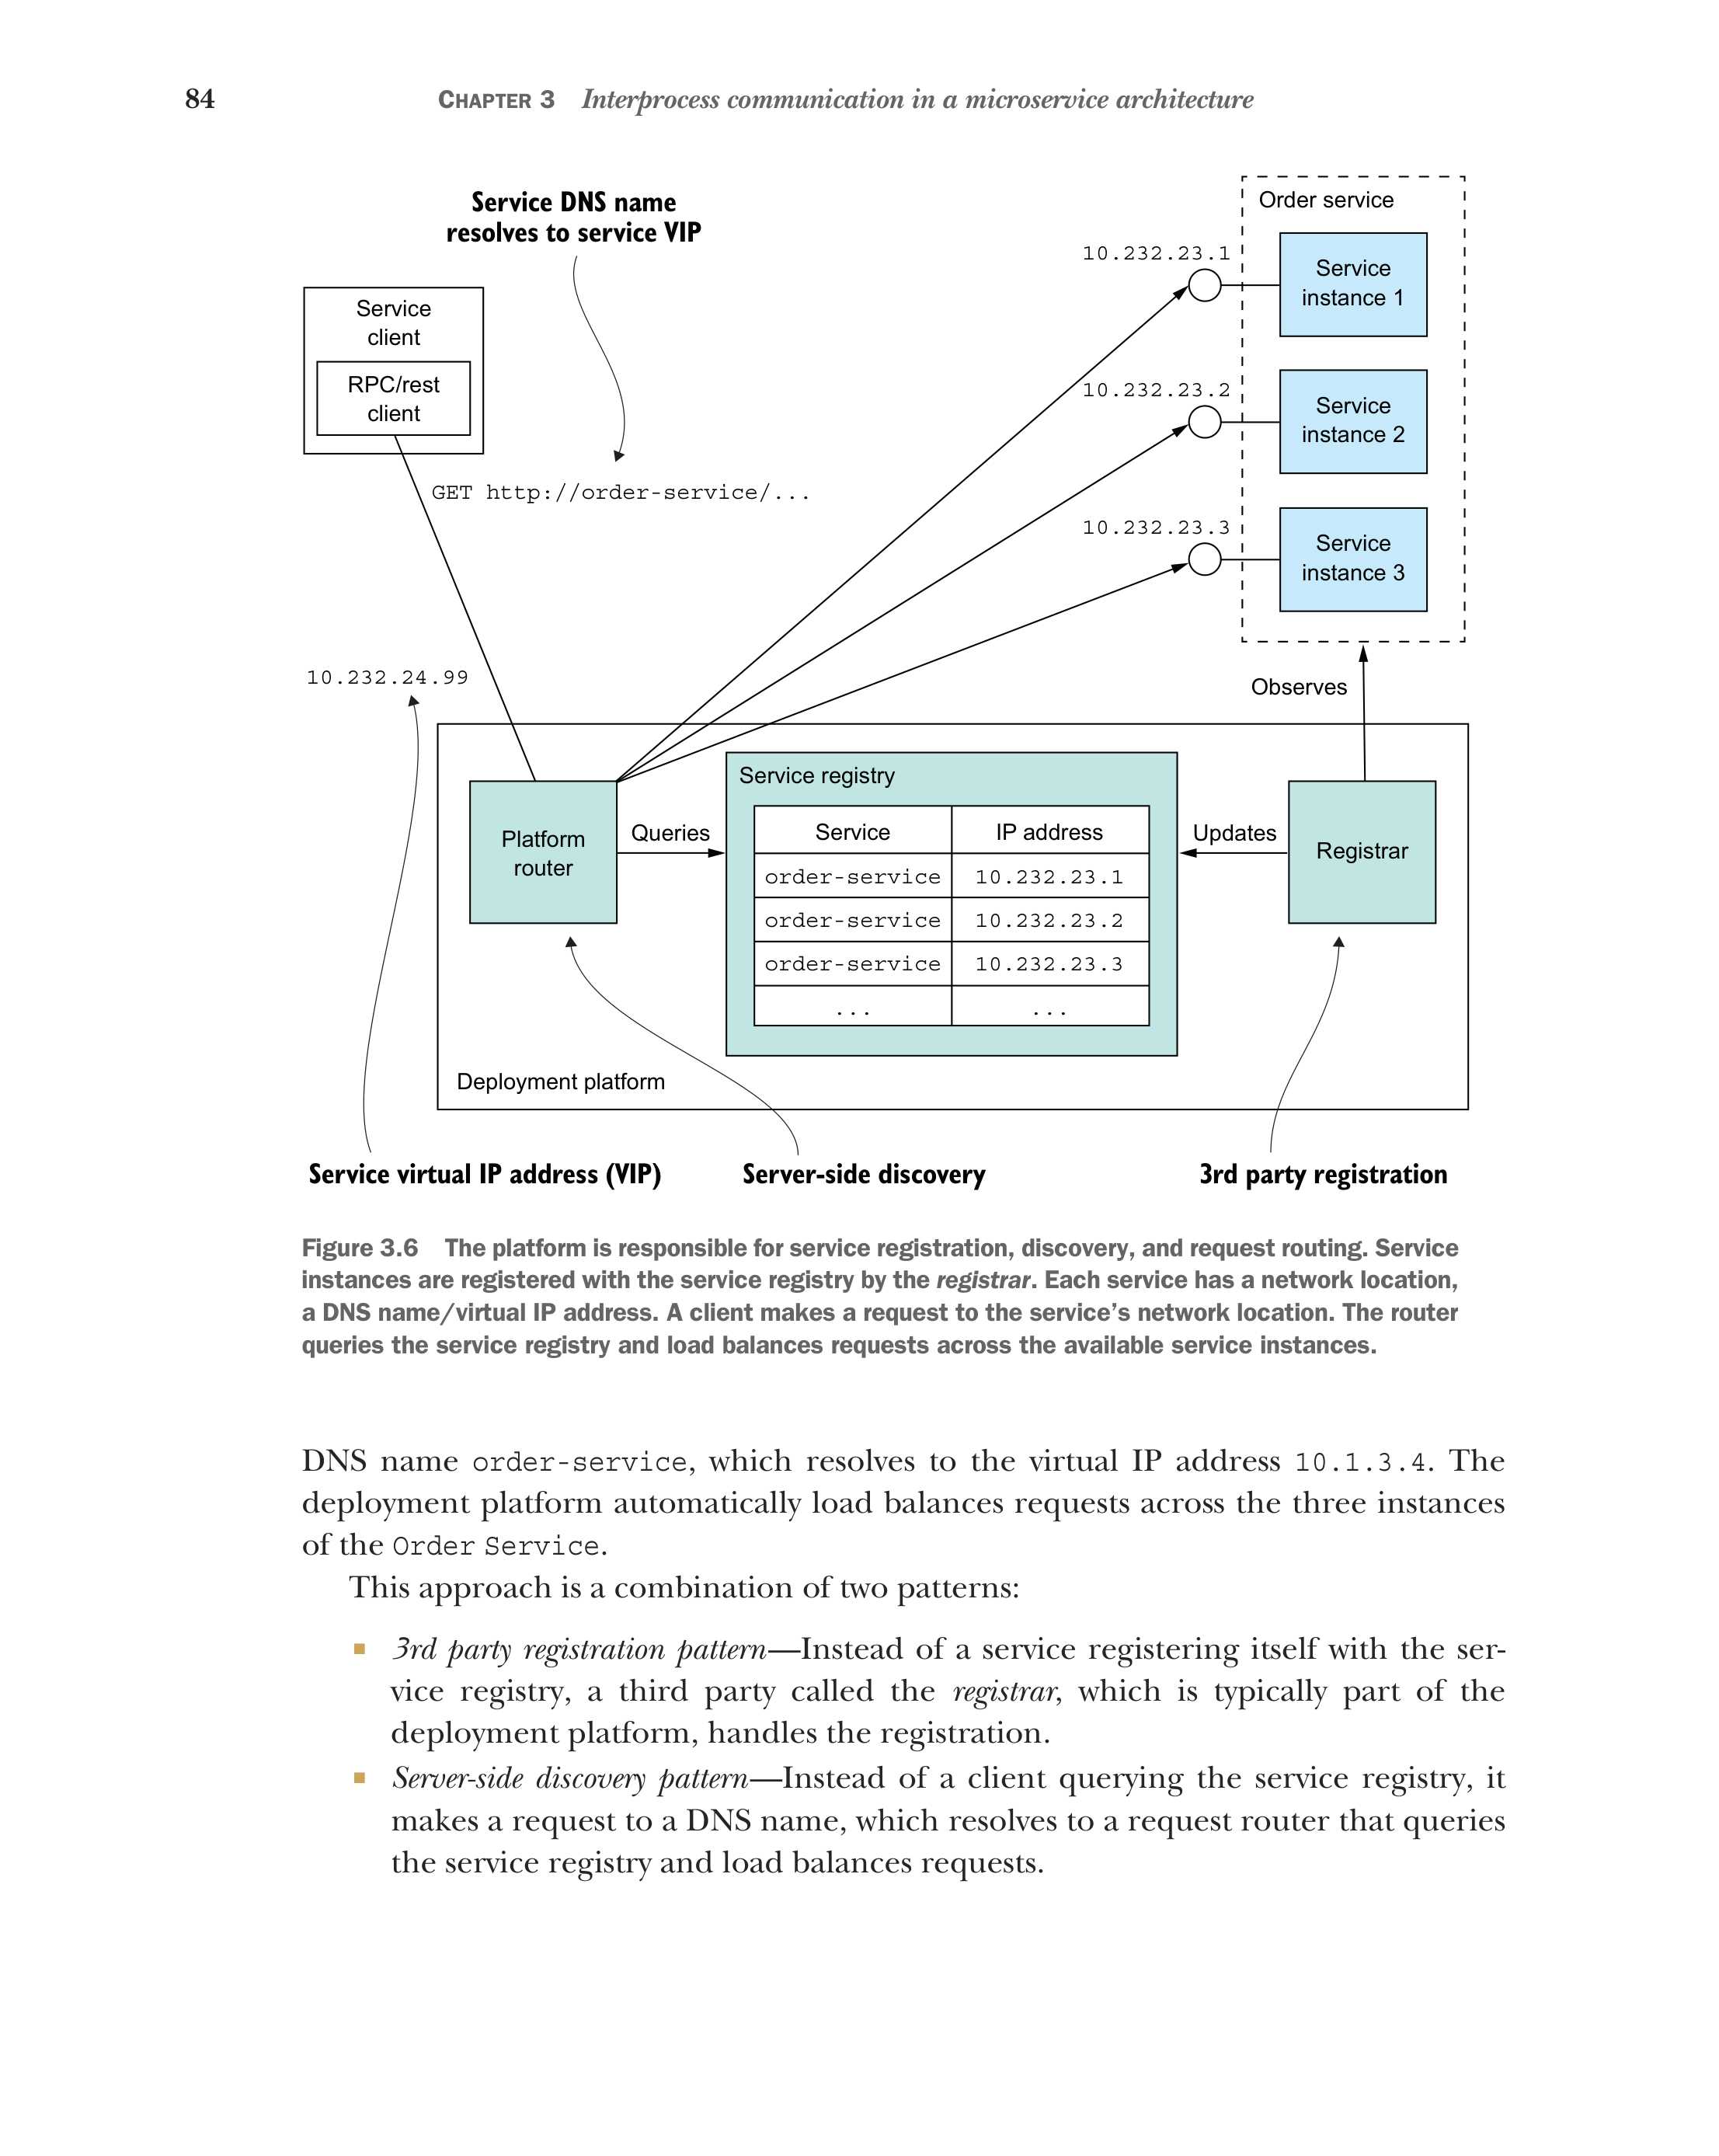 84 CHAPTER 3 Interprocess communication in a microservice architecture
Service DNS name
resolves to service VIP
Order service
10.232.23.1
Service
instance 1
Service
client
RPC/rest
client
10.232.23.2
Service
instance 2
GET http://order-service/...
10.232.23.3
Service
instance 3
10.232.24.99
Observes
Service registry
Platform
router
Queries
Service IP address
order-service 10.232.23.1
order-service 10.232.23.2
order-service 10.232.23.3
... ...
Updates
Registrar
Deployment platform
Service virtual IP address (VIP)
Server-side discovery
3rd party registration
Figure 3.6 The platform is responsible for service registration, discovery, and request routing. Service
instances are registered with the service registry by the registrar. Each service has a network location,
a DNS name/virtual IP address. A client makes a request to the service’s network location. The router
queries the service registry and load balances requests across the available service instances.
DNS name order-service, which resolves to the virtual IP address 10.1.3.4. The
deployment platform automatically load balances requests across the three instances
of the Order Service.
This approach is a combination of two patterns:
■ 3rd party registration pattern—Instead of a service registering itself with the ser-
vice registry, a third party called the registrar, which is typically part of the
deployment platform, handles the registration.
■ Server-side discovery pattern—Instead of a client querying the service registry, it
makes a request to a DNS name, which resolves to a request router that queries
the service registry and load balances requests.